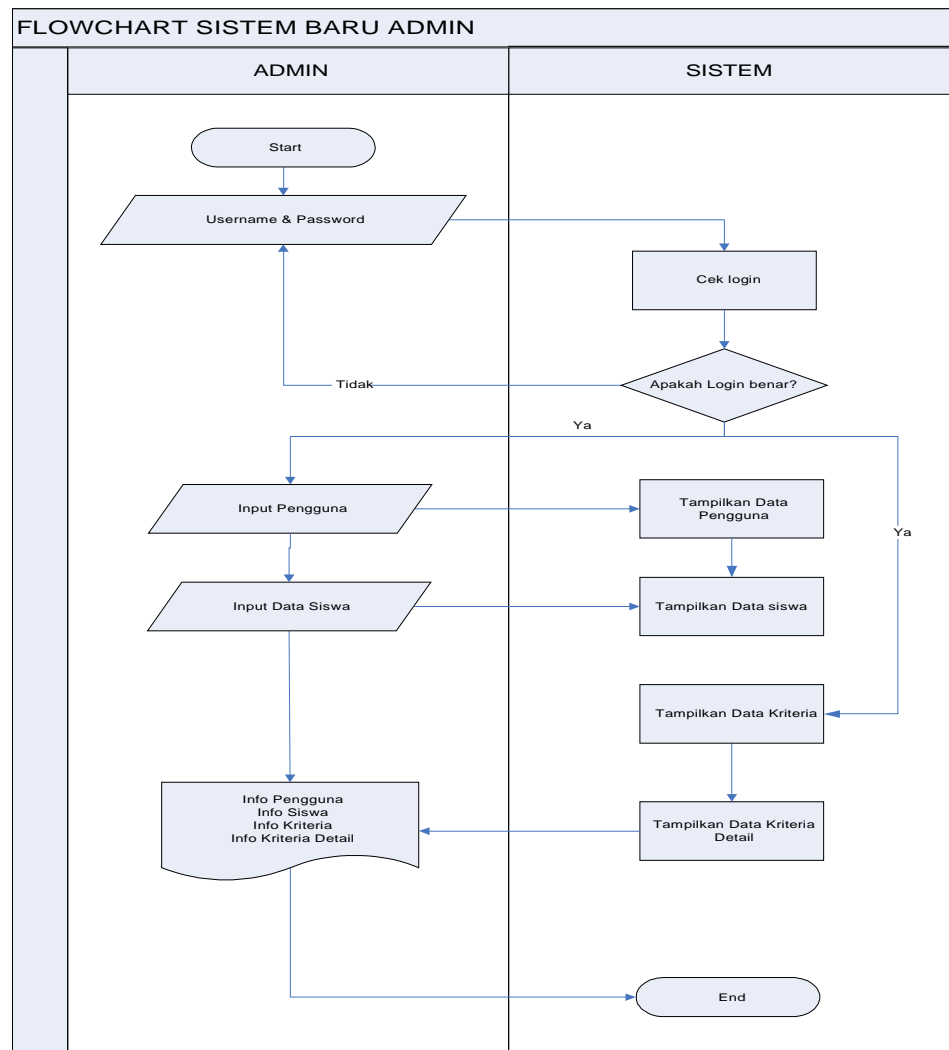 FLOWCHART SISTEM BARU ADMIN
ADMIN
SISTEM
Start
Username & Password
Cek login
Apakah Login benar?
Tidak
Ya
Input Pengguna
Tampilkan Data
Pengguna
Ya
Input Data Siswa
Tampilkan Data siswa
Tampilkan Data Kriteria
Info Pengguna
Info Siswa
Info Kriteria
Info Kriteria Detail
Tampilkan Data Kriteria
Detail
End